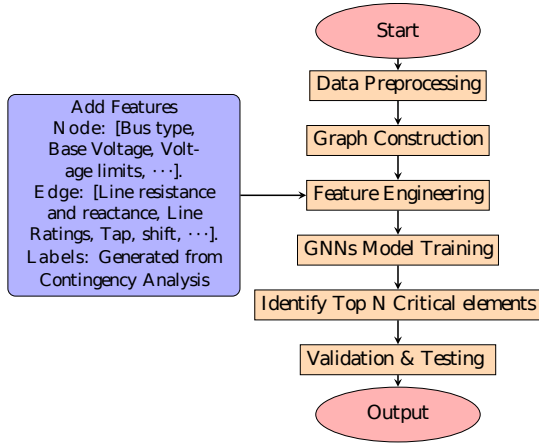 Start
Data Preprocessing
Graph Construction
Add Features
Node: [Bus type,
Base Voltage, Volt-
age limits, ···].
Edge: [Line resistance
and reactance, Line
Ratings, Tap, shift, ···].
Labels: Generated from
Contingency Analysis
Feature Engineering
GNNs Model Training
Identify Top N Critical elements
Validation & Testing
Output